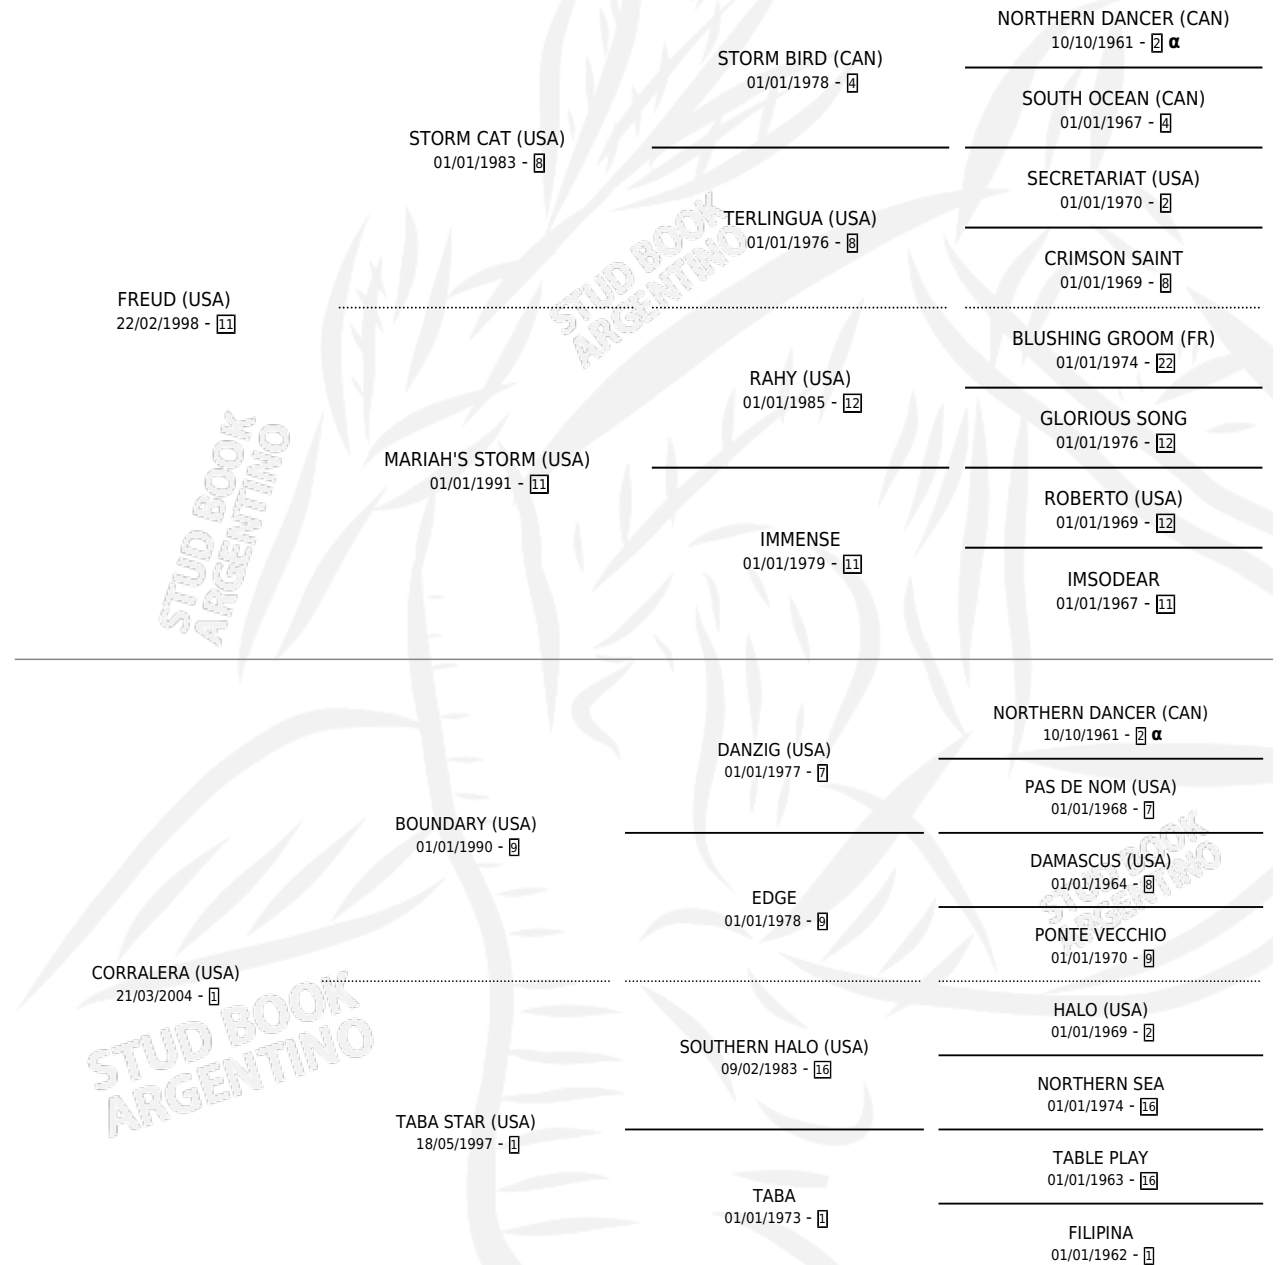 NORTHERN DANCER (CAN)
10/10/1961 - 2 α
STORM BIRD (CAN)
01/01/1978 - 4
SOUTH OCEAN (CAN)
01/01/1967 - 4
STORM CAT (USA)
01/01/1983 - 8
SECRETARIAT (USA)
01/01/1970 - 2
TERLINGUA (USA)
01/01/1976 - 8
CRIMSON SAINT
01/01/1969 - 8
STUD BOOK
ARGENTINO
FREUD (USA)
22/02/1998 - 11
BLUSHING GROOM (FR)
01/01/1974 - 22
RAHY (USA)
01/01/1985 - 12
GLORIOUS SONG
01/01/1976 - 12
MARIAH'S STORM (USA)
01/01/1991 - 11
ROBERTO (USA)
01/01/1969 - 12
IMMENSE
01/01/1979 - 11
IMSODEAR
01/01/1967 - 11
STUD BOOK
ARGENTINO
NORTHERN DANCER (CAN)
10/10/1961 - 2 α
DANZIG (USA)
01/01/1977 - 7
PAS DE NOM (USA)
01/01/1968 - 7
BOUNDARY (USA)
01/01/1990 - 9
DAMASCUS (USA)
01/01/1964 - 8
STUD BOOK
ARGENTINO
EDGE
01/01/1978 - 9
PONTE VECCHIO
01/01/1970 - 9
CORRALERA (USA)
21/03/2004 - 1
STUD BOOK
ARGENTINO
HALO (USA)
01/01/1969 - 2
SOUTHERN HALO (USA)
09/02/1983 - 16
NORTHERN SEA
01/01/1974 - 16
TABA STAR (USA)
18/05/1997 - 1
TABLE PLAY
01/01/1963 - 16
TABA
01/01/1973 - 1
FILIPINA
01/01/1962 - 1